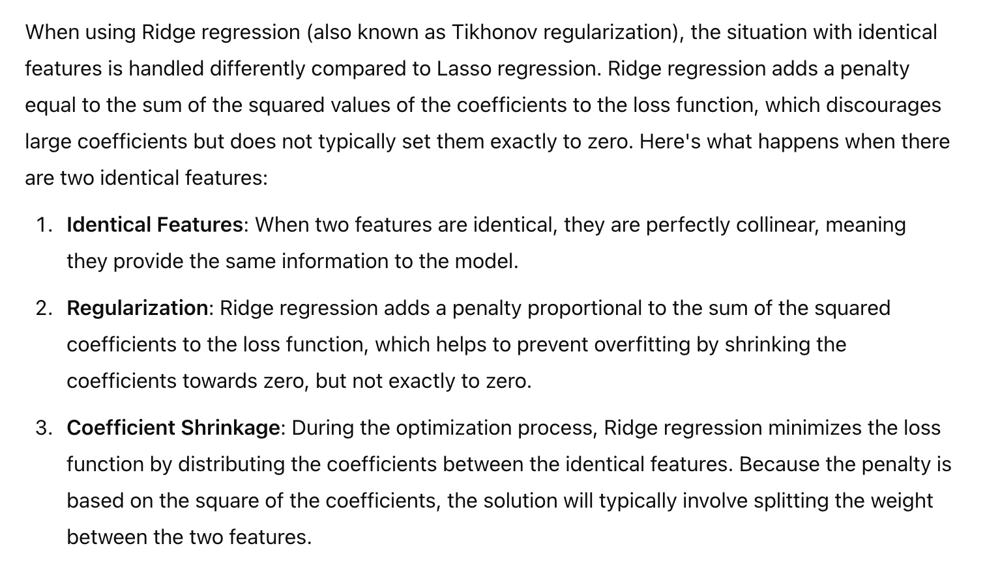 When using Ridge regression (also known as Tikhonov regularization), the situation with identical
features is handled differently compared to Lasso regression. Ridge regression adds a penalty
equal to the sum of the squared values of the coefficients to the loss function, which discourages
large coefficients but does not typically set them exactly to zero. Here's what happens when there
are two identical features:
1. Identical Features: When two features are identical, they are perfectly collinear, meaning
they provide the same information to the model.
2. Regularization: Ridge regression adds a penalty proportional to the sum of the squared
coefficients to the loss function, which helps to prevent overfitting by shrinking the
coefficients towards zero, but not exactly to zero.
3. Coefficient Shrinkage: During the optimization process, Ridge regression minimizes the loss
function by distributing the coefficients between the identical features. Because the penalty is
based on the square of the coefficients, the solution will typically involve splitting the weight
between the two features.